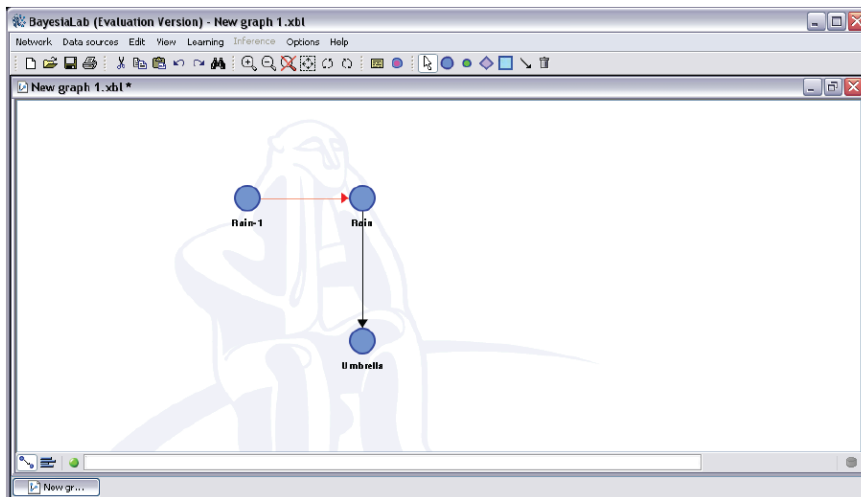 BayesiaLab (Evaluation Version) - New graph 1.xbl
Network Data sources Edit View Learning Inference Options Help
New graph 1.xbl *
Rain-1 Rain
Umbrella
New gr...